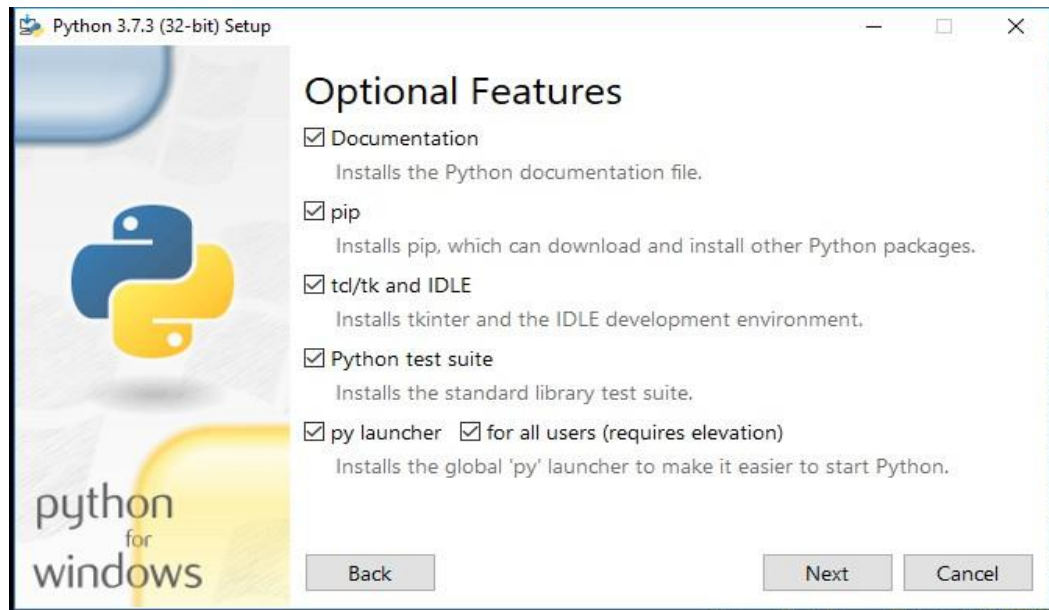 Python 3.7.3 (32-bit) Setup
Optional Features
Documentation
Installs the Python documentation file.
pip
Installs pip, which can download and install other Python packages.
tcl/tk and IDLE
Installs tkinter and the IDLE development environment.
Python test suite
Installs the standard library test suite.
py launcher for all users (requires elevation)
Installs the global 'py' launcher to make it easier to start Python.
python
for
windows
Back Next Cancel